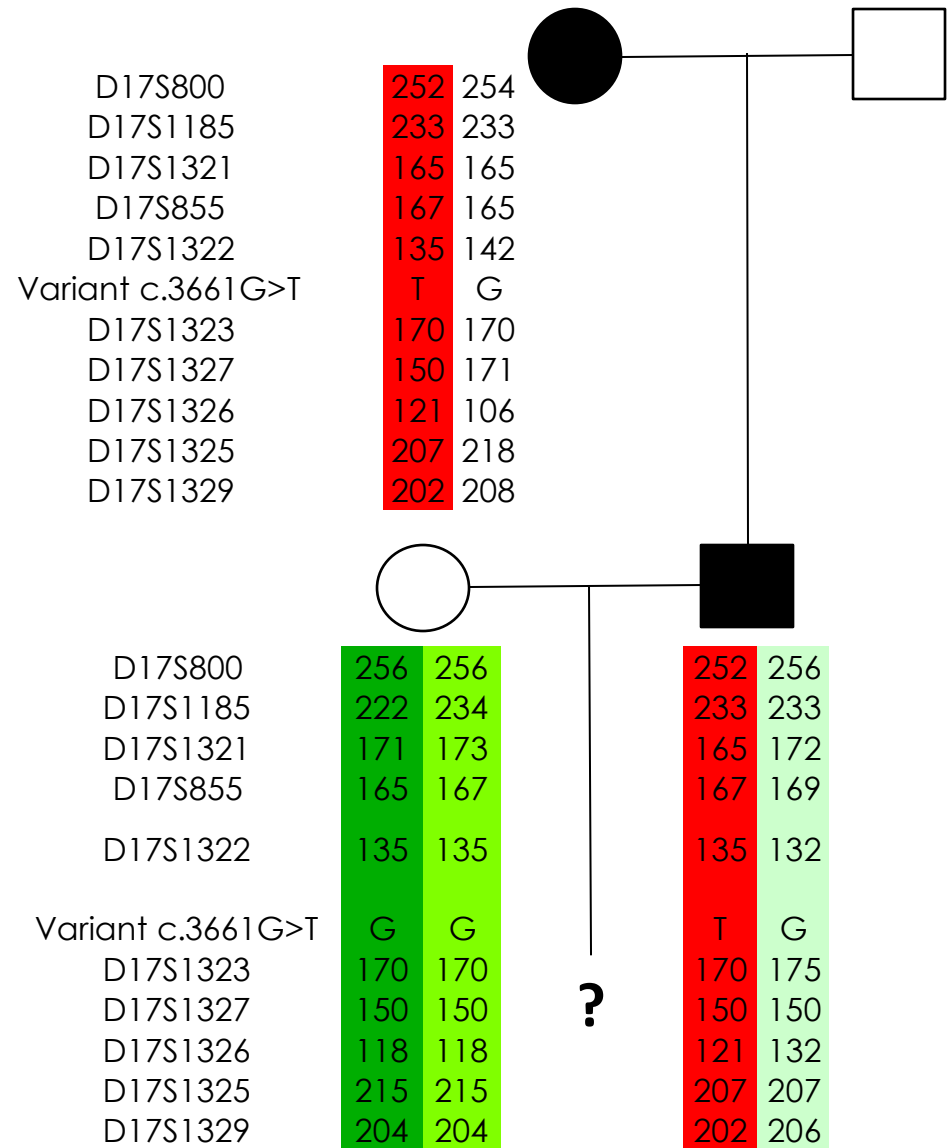 D17S800 252 254
D17S1185 233 233
D17S1321 165 165
D17S855 167 165
D17S1322 135 142
Variant c.3661G>T T G
D17S1323 170 170
D17S1327 150 171
D17S1326 121 106
D17S1325 207 218
D17S1329 202 208
D17S800 256 256 252 256
D17S1185 222 234 233 233
D17S1321 171 173 165 172
D17S855 165 167 167 169
D17S1322 135 135 135 132
Variant c.3661G>T G G T G
D17S1323 170 170 170 175
D17S1327 150 150 ? 150 150
D17S1326 118 118 121 132
D17S1325 215 215 207 207
D17S1329 204 204 202 206